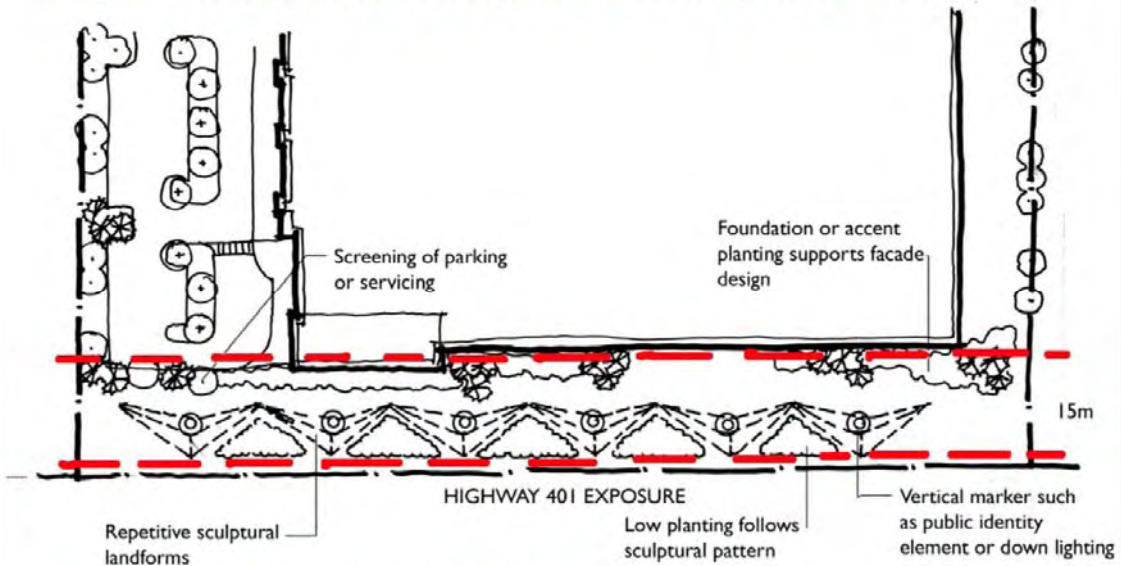 Screening of parking
or servicing
Foundation or accent
planting supports facade
design
15m
HIGHWAY 401 EXPOSURE
Repetitive sculptural
landforms
Low planting follows
sculptural pattern
Vertical marker such
as public identity
element or down lighting